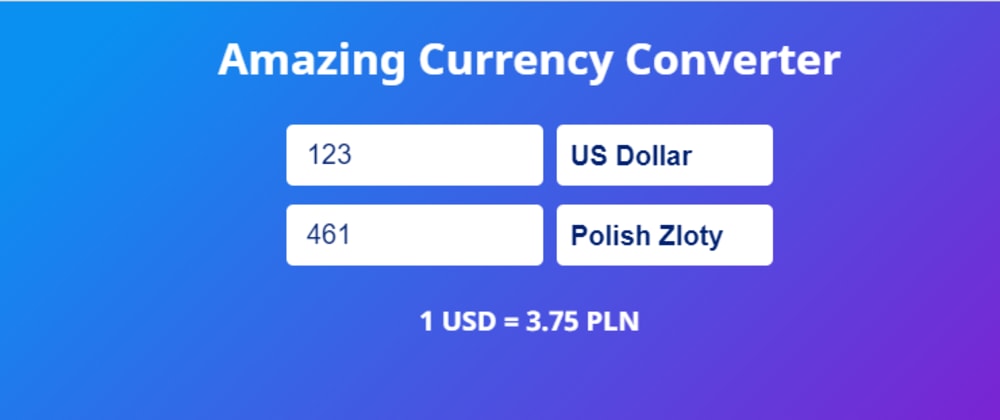 Amazing Currency Converter
123 US Dollar
461 Polish Zloty
1 USD = 3.75 PLN